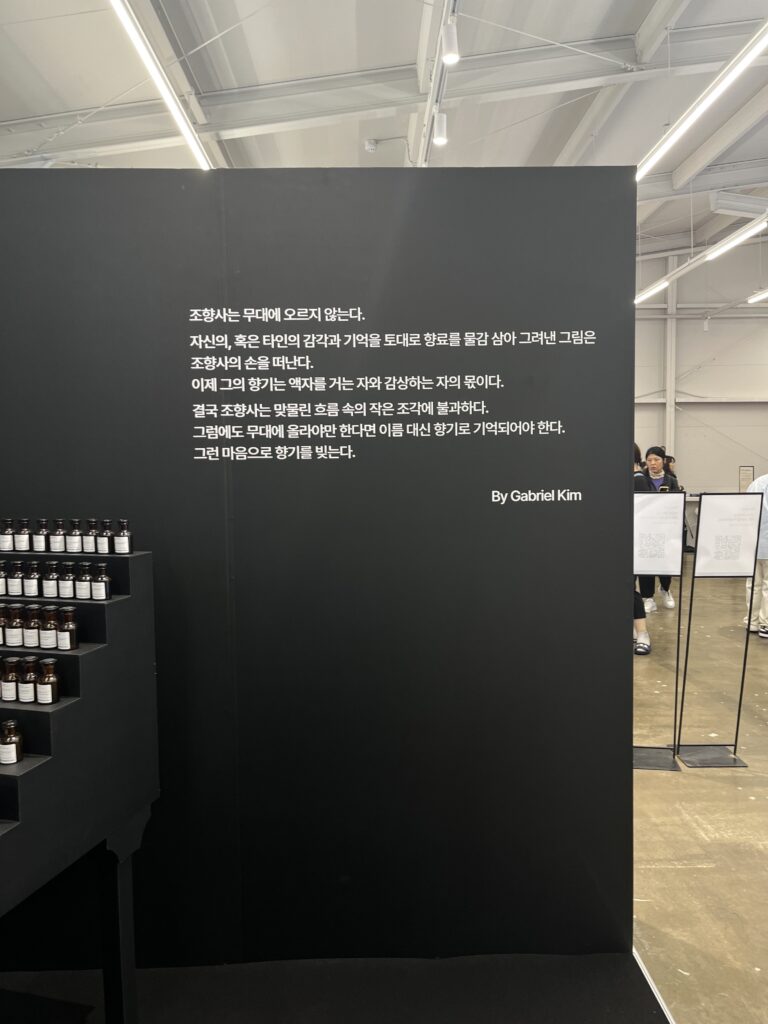 조향사는 무대에 오르지 않는다.
자신의, 혹은 타인의 감각과 기억을 토대로 향료를 물감 삼아 그려낸 그림은
조향사의 손을 떠난다.
이제 그의 향기는 액자를 거는 자와 감상하는 자의 몫이다.
결국 조향사는 맞물린 흐름 속의 작은 조각에 불과하다.
그럼에도 무대에 올라야만 한다면 이름 대신 향기로 기억되어야 한다.
그런 마음으로 향기를 빚는다.
By Gabriel Kim